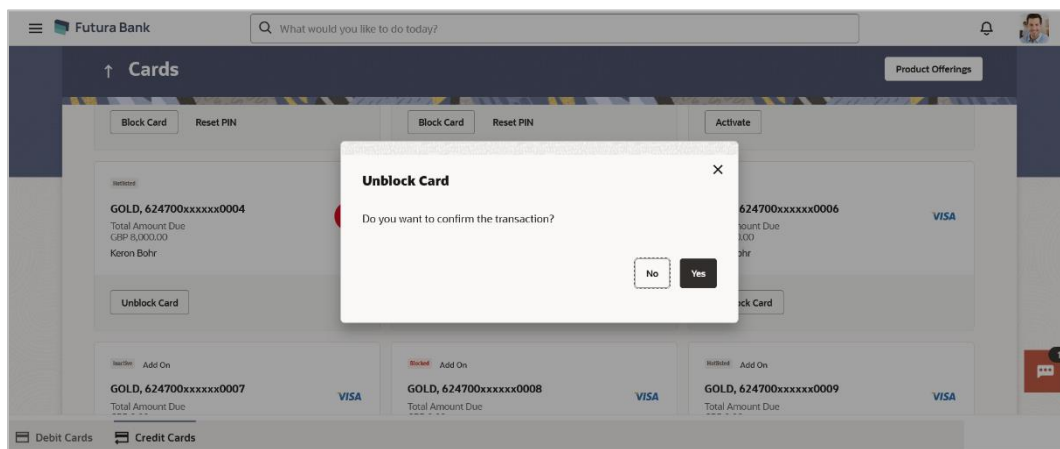 Futura Bank
What would you like to do today?
Cards
Product Offerings
Block Card Reset PIN
Block Card Reset PIN
Activate
Unblock Card
Do you want to confirm the transaction?
No Yes
GOLD, 624700xxxxxx0004
Total Amount Due
GBP 8,000.00
Keron Bohr
Unblock Card
624700xxxxxx0006
VISA
Inactive Add On
GOLD, 624700xxxxxx0007
Total Amount Due
VISA
Blocked Add On
GOLD, 624700xxxxxx0008
Total Amount Due
VISA
Add On
GOLD, 624700xxxxxx0009
Total Amount Due
VISA
Debit Cards Credit Cards